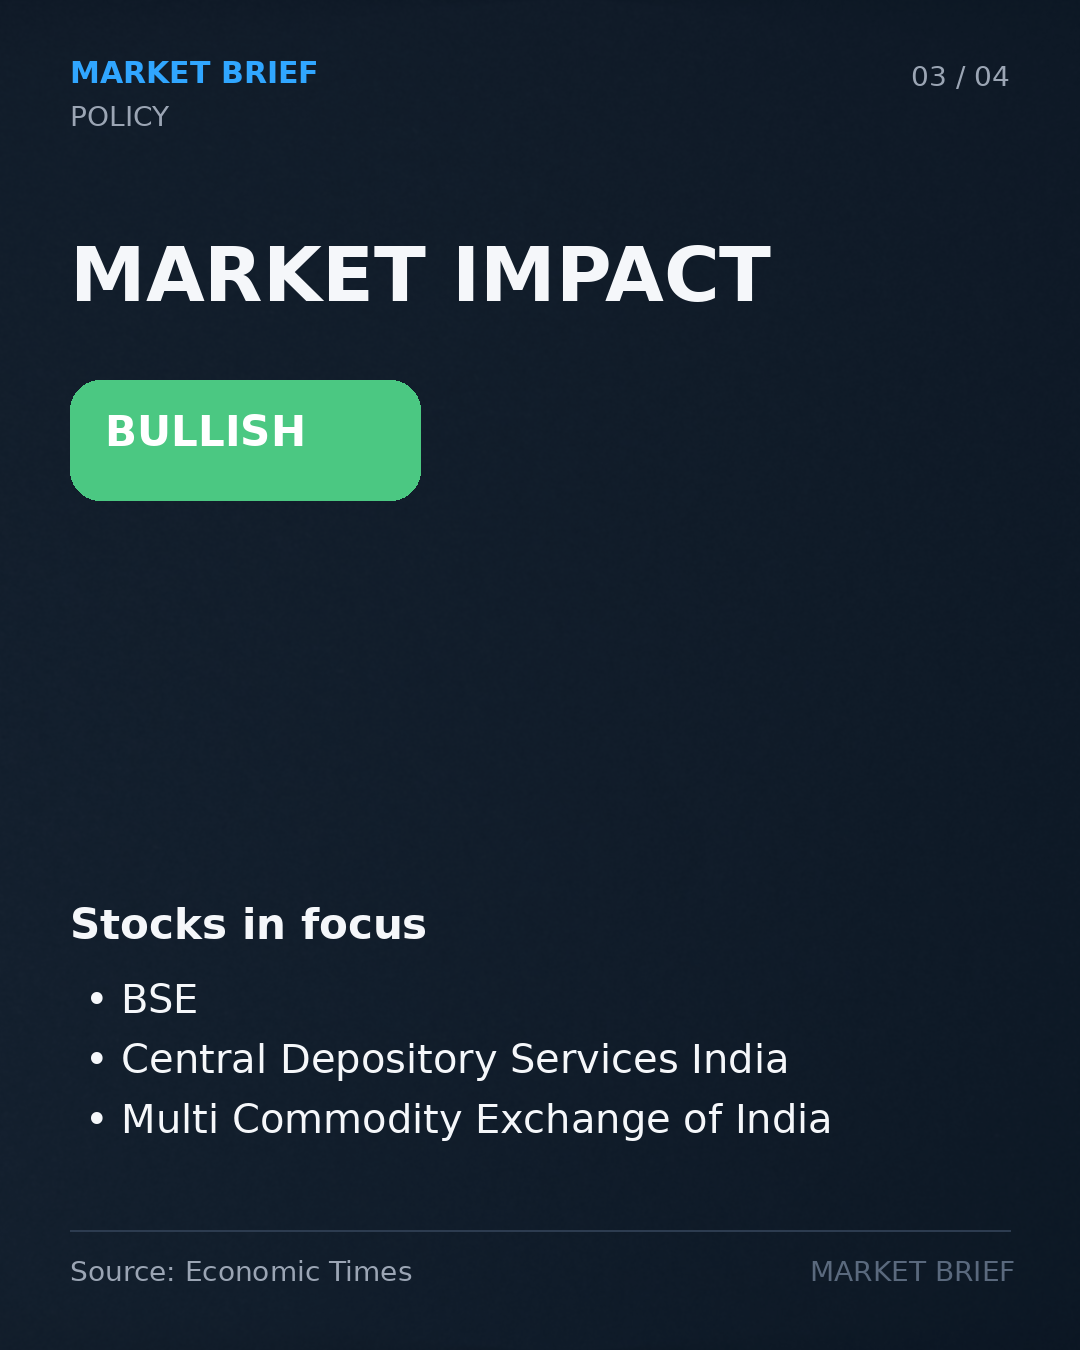 MARKET BRIEF
03 / 04
POLICY
MARKET IMPACT
BULLISH
Stocks in focus
• BSE
• Central Depository Services India
• Multi Commodity Exchange of India
Source: Economic Times
MARKET BRIEF